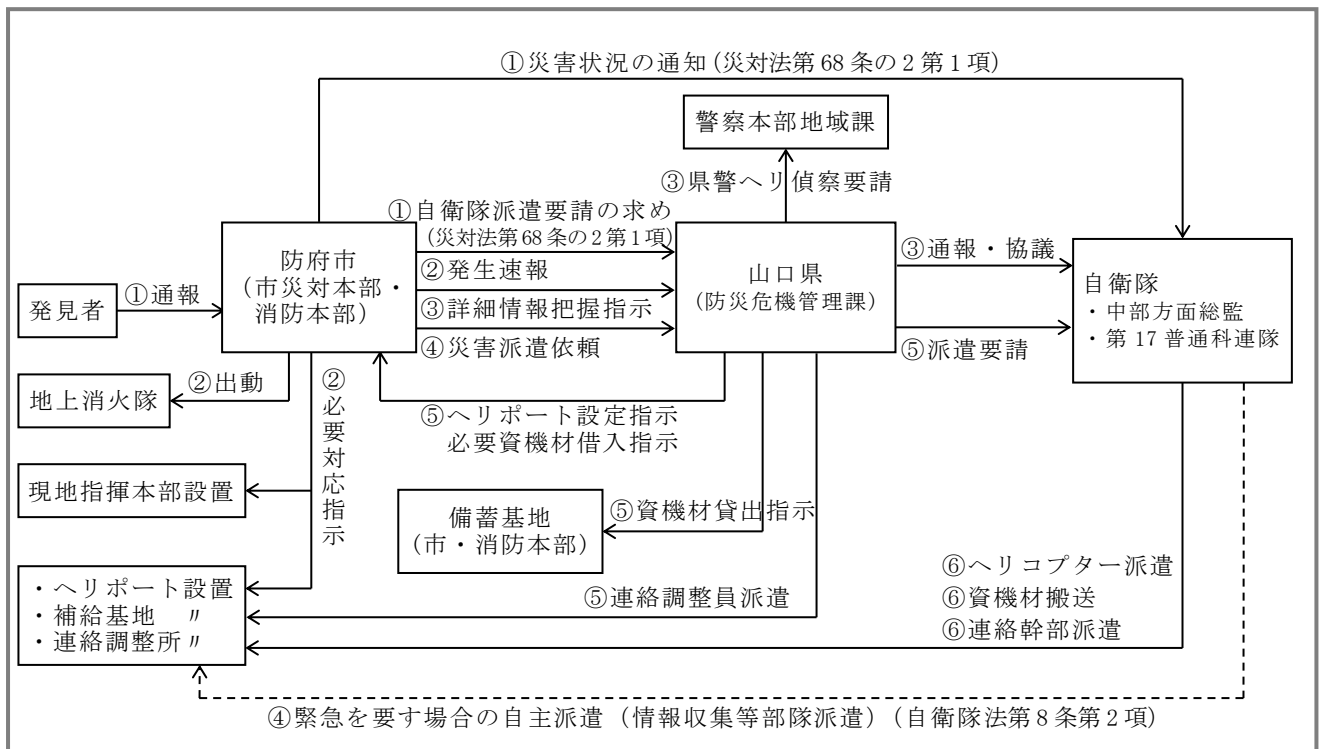 ①災害状況の通知(災対法第68条の2第1項)
警察本部地域課
③県警ヘリ偵察要請
①自衛隊派遣要請の求め
(災対法第68条の2第1項)
②発生速報
③詳細情報把握指示
④災害派遣依頼
防府市
(市災対本部・
消防本部)
山口県
(防災危機管理課)
③通報・協議
⑤派遣要請
自衛隊
・中部方面総監
・第17普通科連隊
発見者
①通報
地上消火隊
②出動
②必要対応指示
⑤ヘリポート設定指示
必要資機材借入指示
現地指揮本部設置
備蓄基地
(市・消防本部)
⑤資機材貸出指示
・ヘリポート設置
・補給基地 〃
・連絡調整所〃
⑤連絡調整員派遣
⑥ヘリコプター派遣
⑥資機材搬送
⑥連絡幹部派遣
④緊急を要す場合の自主派遣(情報収集等部隊派遣)(自衛隊法第8条第2項)